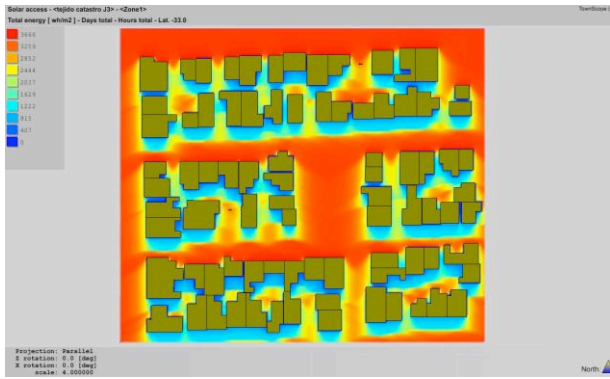 Solar access - <tejido catastro J3> - <Zone1>
TownScope
Total energy [ wh/m2 ] - Days total - Hours total - Lat. -33.0
3666
3259
2852
2444
2037
1629
1222
815
407
0
Projection: Parallel
Z rotation: 0.0 [deg]
X rotation: 0.0 [deg]
scale: 4.000000
North: